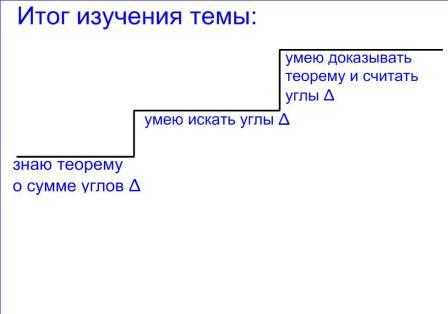 Итог изучения темы:
умею доказывать
теорему и считать
углы Δ
умею искать углы Δ
знаю теорему
о сумме углов Δ